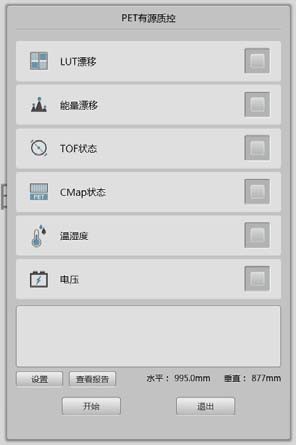 PET有源质控
LUT漂移
能量漂移
TOF状态
CMap状态
PET
温湿度
电压
设置 查看报告 水平： 995.0mm 垂直： 877mm
开始 退出